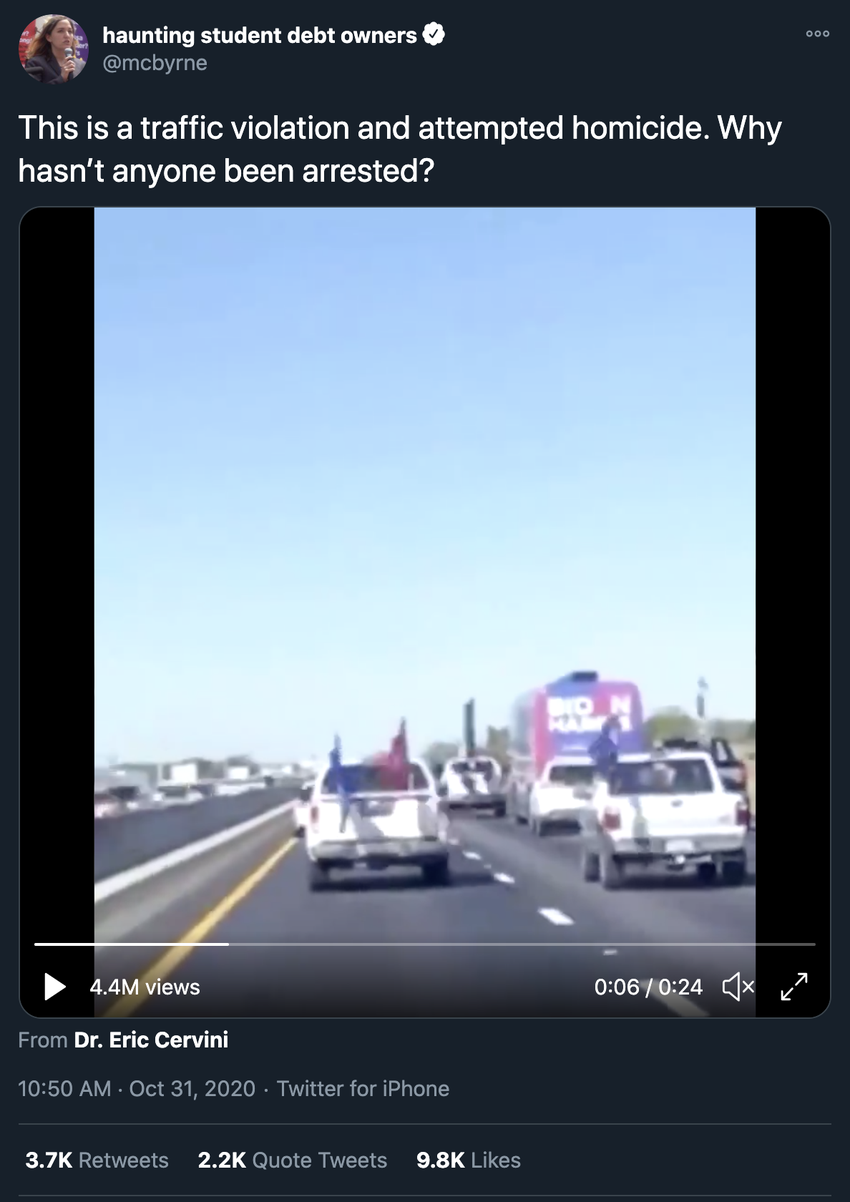 haunting student debt owners
@mcbyrne
This is a traffic violation and attempted homicide. Why
hasn't anyone been arrested?
BIDEN
HARRIS
4.4M views
0:06 / 0:24
From Dr. Eric Cervini
10:50 AM · Oct 31, 2020 · Twitter for iPhone
3.7K Retweets 2.2K Quote Tweets 9.8K Likes